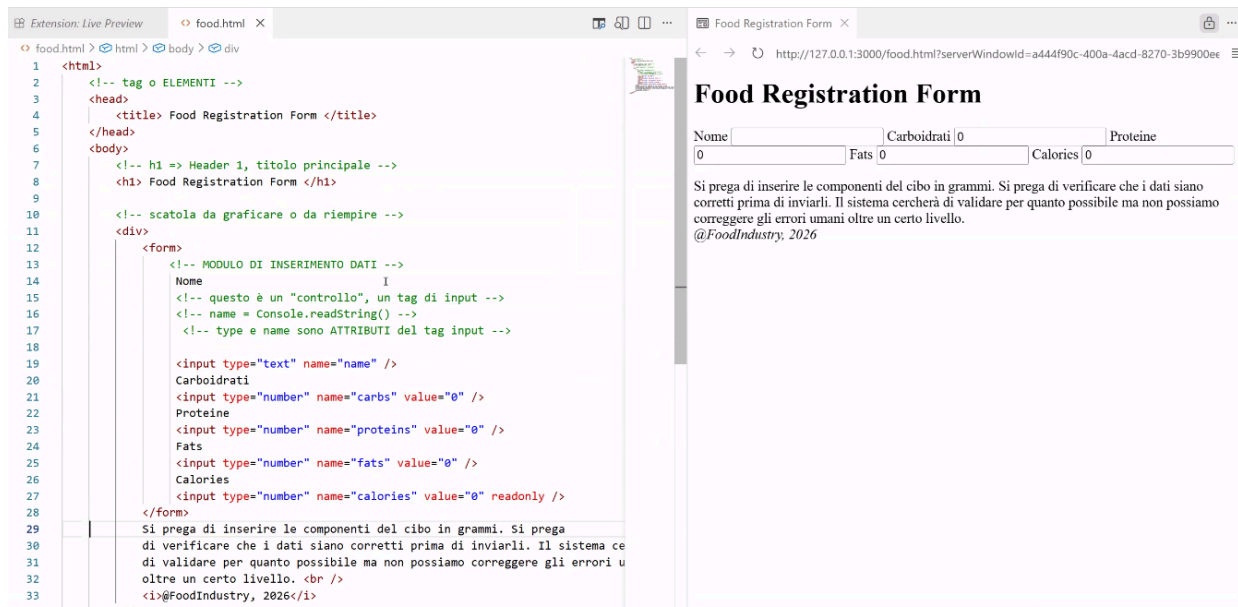 Extension: Live Preview
food.html
food.html > html > body > div
1 <html>
2 <!-- tag o ELEMENTI -->
3 <head>
4 <title> Food Registration Form </title>
5 </head>
6 <body>
7 <!-- h1 => Header 1, titolo principale -->
8 <h1> Food Registration Form </h1>
9
10 <!-- scatola da graficare o da riempire -->
11 <div>
12 <form>
13 <!-- MODULO DI INSERIMENTO DATI -->
14 Nome
15 <!-- questo è un "controllo", un tag di input -->
16 <!-- name = Console.readString() -->
17 <!-- type e name sono ATTRIBUTI del tag input -->
18
19 <input type="text" name="name" />
20 Carboidrati
21 <input type="number" name="carbs" value="0" />
22 Proteine
23 <input type="number" name="proteins" value="0" />
24 Fats
25 <input type="number" name="fats" value="0" />
26 Calories
27 <input type="number" name="calories" value="0" readonly />
28 </form>
29 Si prega di inserire le componenti del cibo in grammi. Si prega
30 di verificare che i dati siano corretti prima di inviarli. Il sistema ce
31 di validare per quanto possibile ma non possiamo correggere gli errori u
32 oltre un certo livello. <br />
33 <i>@FoodIndustry, 2026</i>
Food Registration Form
http://127.0.0.1:3000/food.html?serverWindowId=a444f90c-400a-4acd-8270-3b9900ee
Food Registration Form
Nome Carboidrati 0 Proteine
0 Fats 0 Calories 0
Si prega di inserire le componenti del cibo in grammi. Si prega di verificare che i dati siano
corretti prima di inviarli. Il sistema cercherà di validare per quanto possibile ma non possiamo
correggere gli errori umani oltre un certo livello.
@FoodIndustry, 2026